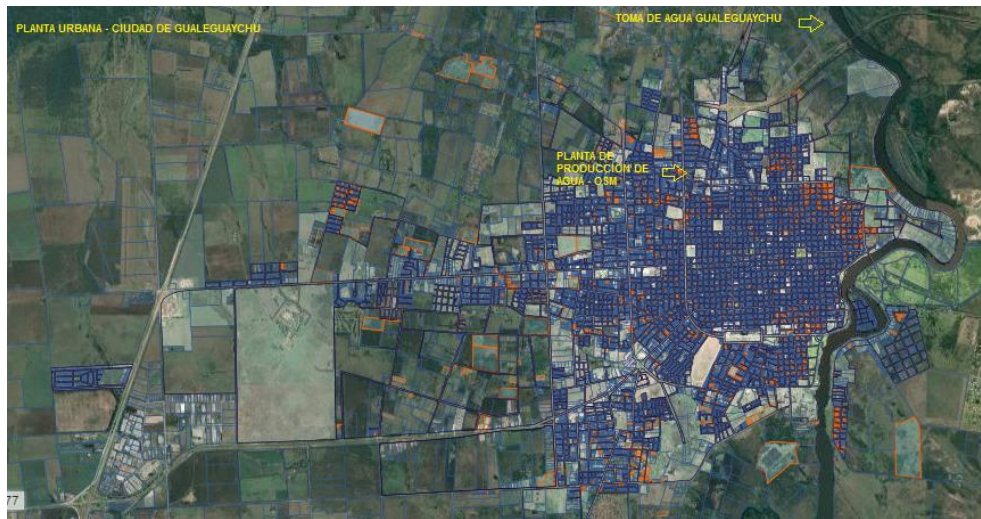 PLANTA URBANA - CIUDAD DE GUALEGUAYCHU
TOMA DE AGUA GUALEGUAYCHU
PLANTA DE
PRODUCCION DE
AGUA - OSM
77